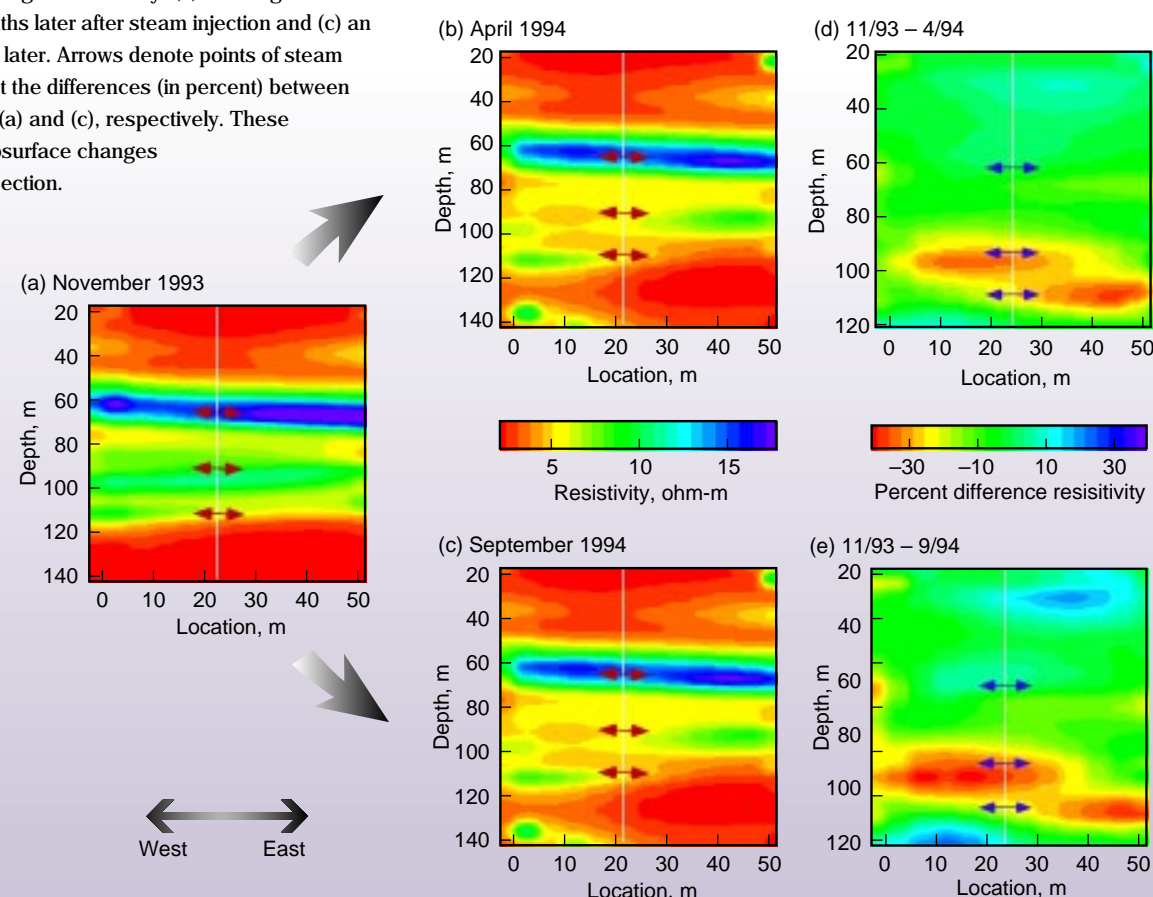 ths later after steam injection and (c) an
later. Arrows denote points of steam
t the differences (in percent) between
(a) and (c), respectively. These
surface changes
ection.
(a) November 1993
20
40
60
80
100
120
140
Depth, m
0 10 20 30 40 50
Location, m
West East
(b) April 1994
20
40
60
80
100
120
140
Depth, m
0 10 20 30 40 50
Location, m
5 10 15
Resistivity, ohm-m
(c) September 1994
20
40
60
80
100
120
140
Depth, m
0 10 20 30 40 50
Location, m
(d) 11/93 – 4/94
20
40
60
80
100
120
Depth, m
0 10 20 30 40 50
Location, m
–30 –10 10 30
Percent difference resisitivity
(e) 11/93 – 9/94
20
40
60
80
100
120
Depth, m
0 10 20 30 40 50
Location, m